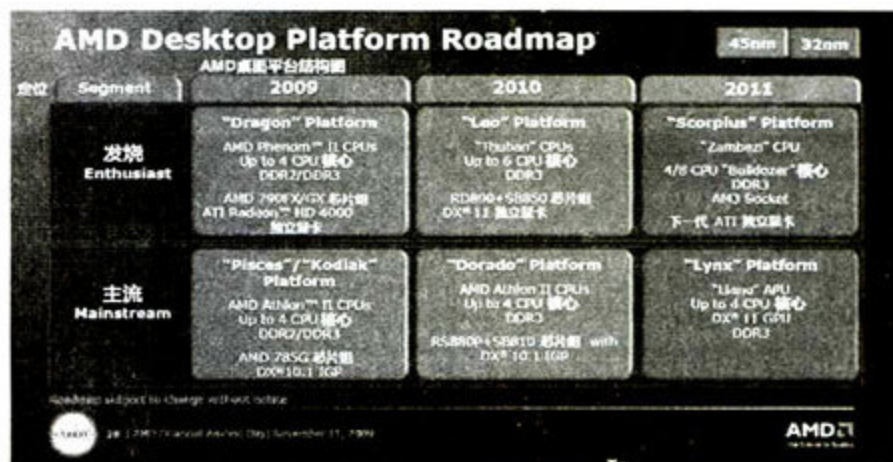 AMD Desktop Platform Roadmap
45nm 32nm
AMD桌面平台结构图
定位 Segment 2009 2010 2011
发烧
Enthusiast
"Dragon" Platform
AMD Phenom™ II CPUs
Up to 4 CPU 核心
DDR2/DDR3
AMD 790FX/GX 芯片组
ATI Radeon™ HD 4000
独立显卡
"Leo" Platform
"Thuban" CPUs
Up to 6 CPU 核心
DDR3
RD890+SB850 芯片组
DX® 11 独立显卡
"Scorpius" Platform
"Zambezi" CPU
4/8 CPU "Bulldozer"核心
DDR3
AM3 Socket
下一代 ATI 独立显卡
主流
Mainstream
"Pisces"/"Kodiak"
Platform
AMD Athlon™ II CPUs
Up to 4 CPU 核心
DDR2/DDR3
AMD 785G 芯片组
DX®10.1 IGP
"Dorado" Platform
AMD Athlon II CPUs
Up to 4 CPU 核心
DDR3
RS880P+SB810 芯片组 with
DX® 10.1 IGP
"Lynx" Platform
"Llano" APU
Up to 4 CPU 核心
DX® 11 GPU
DDR3
Roadmap subject to change without notice
28 | AMD Financial Analyst Day | November 11, 2009
AMD